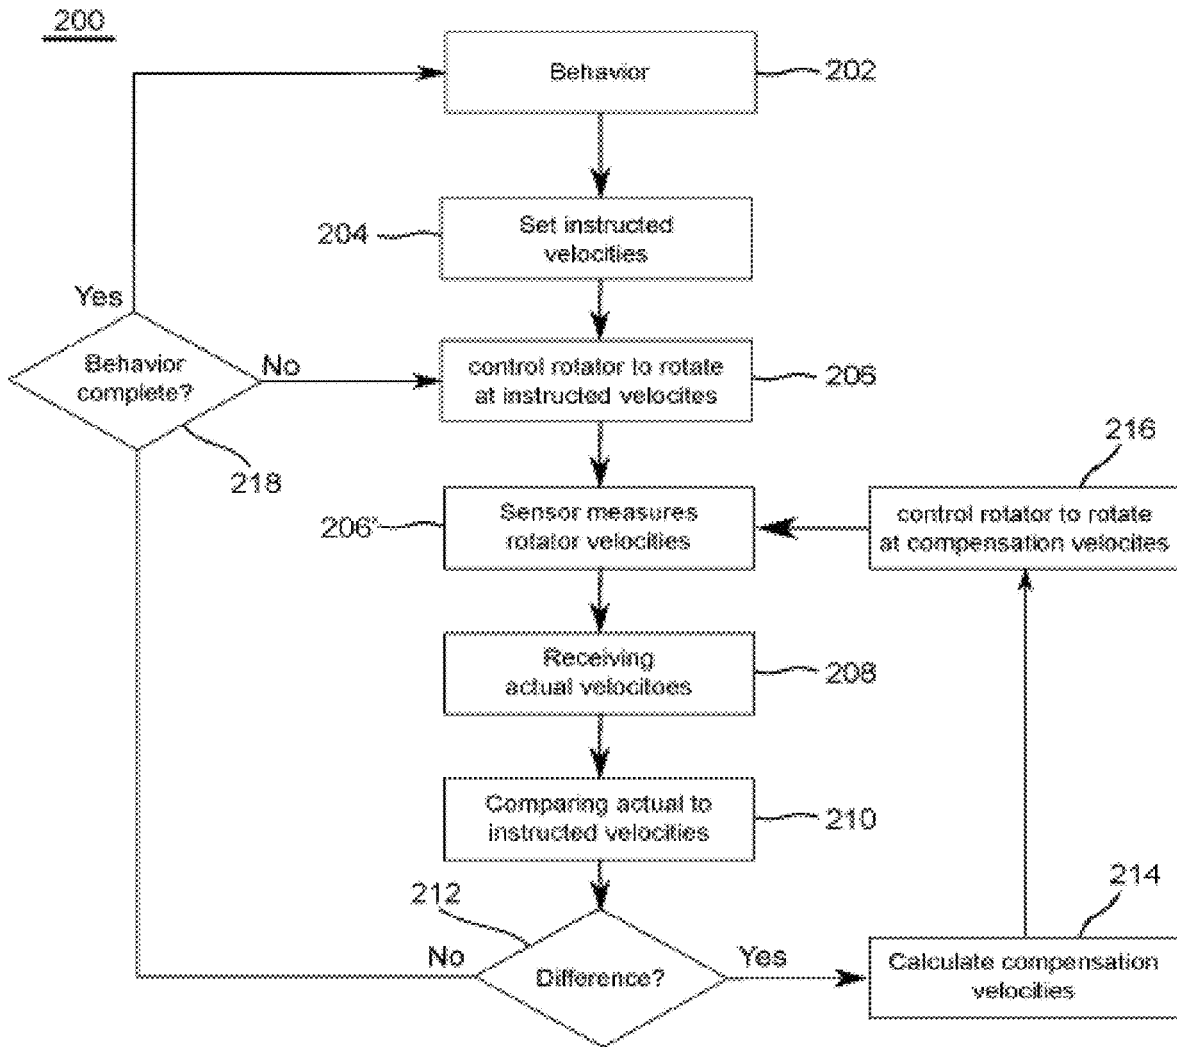 200
Behavior
202
204
Set instructed
velocities
Yes
Behavior
complete?
No
218
control rotator to rotate
at instructed velocites
205
216
206'
Sensor measures
rotator velocities
control rotator to rotate
at compensation velocites
Receiving
actual velocitoes
208
Comparing actual to
instructed velocities
210
212
No
Difference?
Yes
214
Calculate compensation
velocities